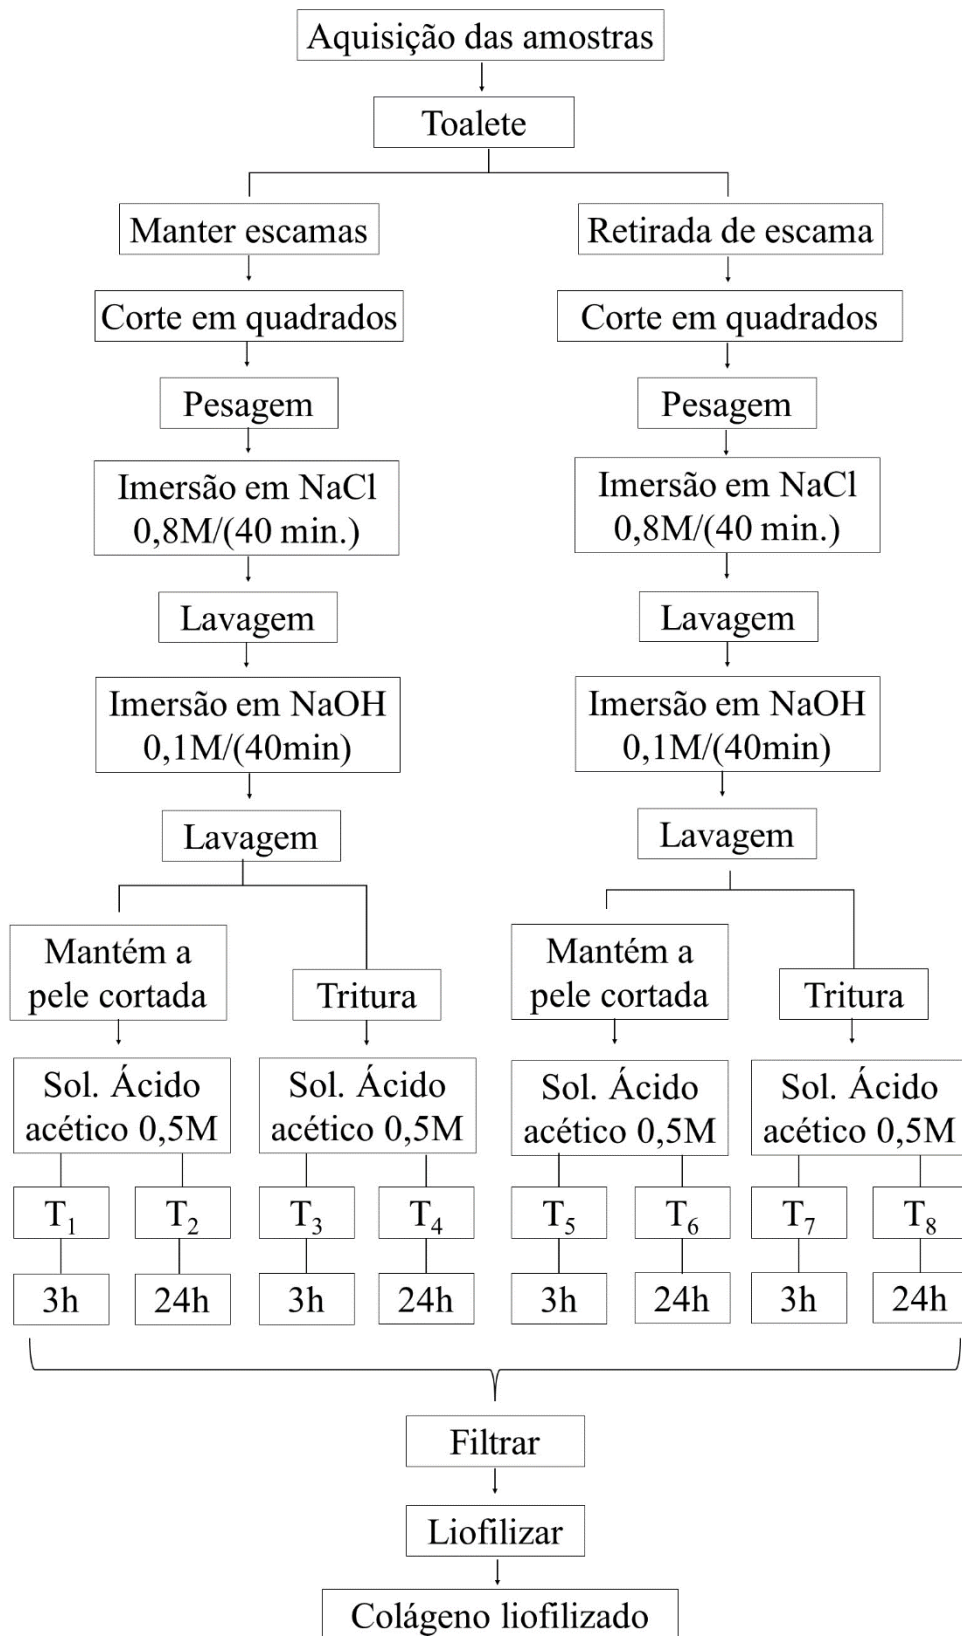 Aquisição das amostras
Toalete
Manter escamas
Retirada de escama
Corte em quadrados
Corte em quadrados
Pesagem
Pesagem
Imersão em NaCl
0,8M/(40 min.)
Imersão em NaCl
0,8M/(40 min.)
Lavagem
Lavagem
Imersão em NaOH
0,1M/(40min)
Imersão em NaOH
0,1M/(40min)
Lavagem
Lavagem
Mantém a
pele cortada
Tritura
Mantém a
pele cortada
Tritura
Sol. Ácido
acético 0,5M
Sol. Ácido
acético 0,5M
Sol. Ácido
acético 0,5M
Sol. Ácido
acético 0,5M
T₁
T₂
T₃
T₄
T₅
T₆
T₇
T₈
3h
24h
3h
24h
3h
24h
3h
24h
Filtrar
Liofilizar
Colágeno liofilizado